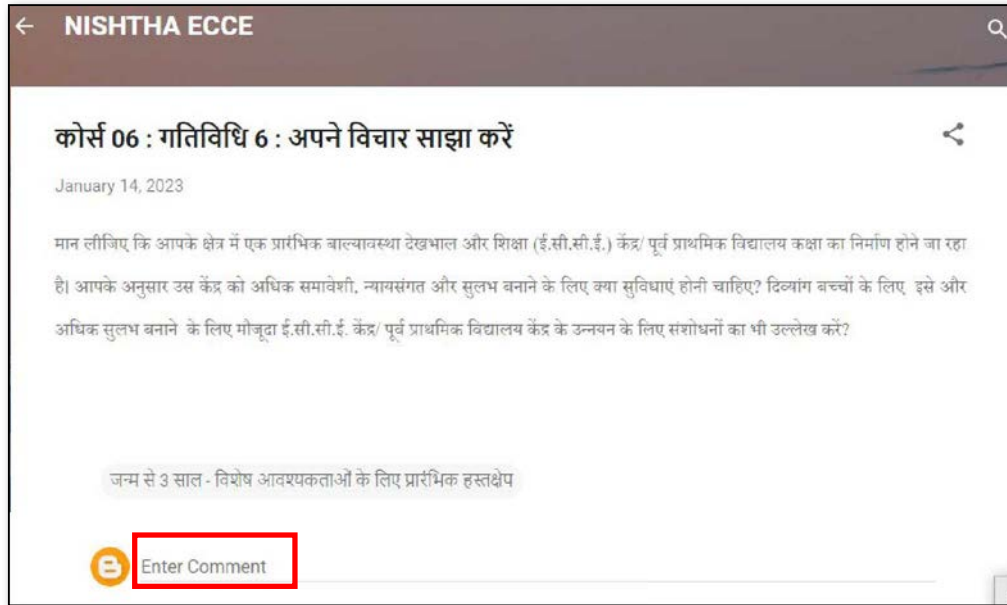 NISHTHA ECCE
कोर्स 06 : गतिविधि 6 : अपने विचार साझा करें
January 14, 2023
मान लीजिए कि आपके क्षेत्र में एक प्रारंभिक बाल्यावस्था देखभाल और शिक्षा (ई.सी.सी.ई.) केंद्र/ पूर्व प्राथमिक विद्यालय कक्षा का निर्माण होने जा रहा
है। आपके अनुसार उस केंद्र को अधिक समावेशी, न्यायसंगत और सुलभ बनाने के लिए क्या सुविधाएं होनी चाहिए? दिव्यांग बच्चों के लिए इसे और
अधिक सुलभ बनाने के लिए मौजूदा ई.सी.सी.ई. केंद्र/ पूर्व प्राथमिक विद्यालय केंद्र के उन्नयन के लिए संशोधनों का भी उल्लेख करें?
जन्म से 3 साल - विशेष आवश्यकताओं के लिए प्रारंभिक हस्तक्षेप
Enter Comment